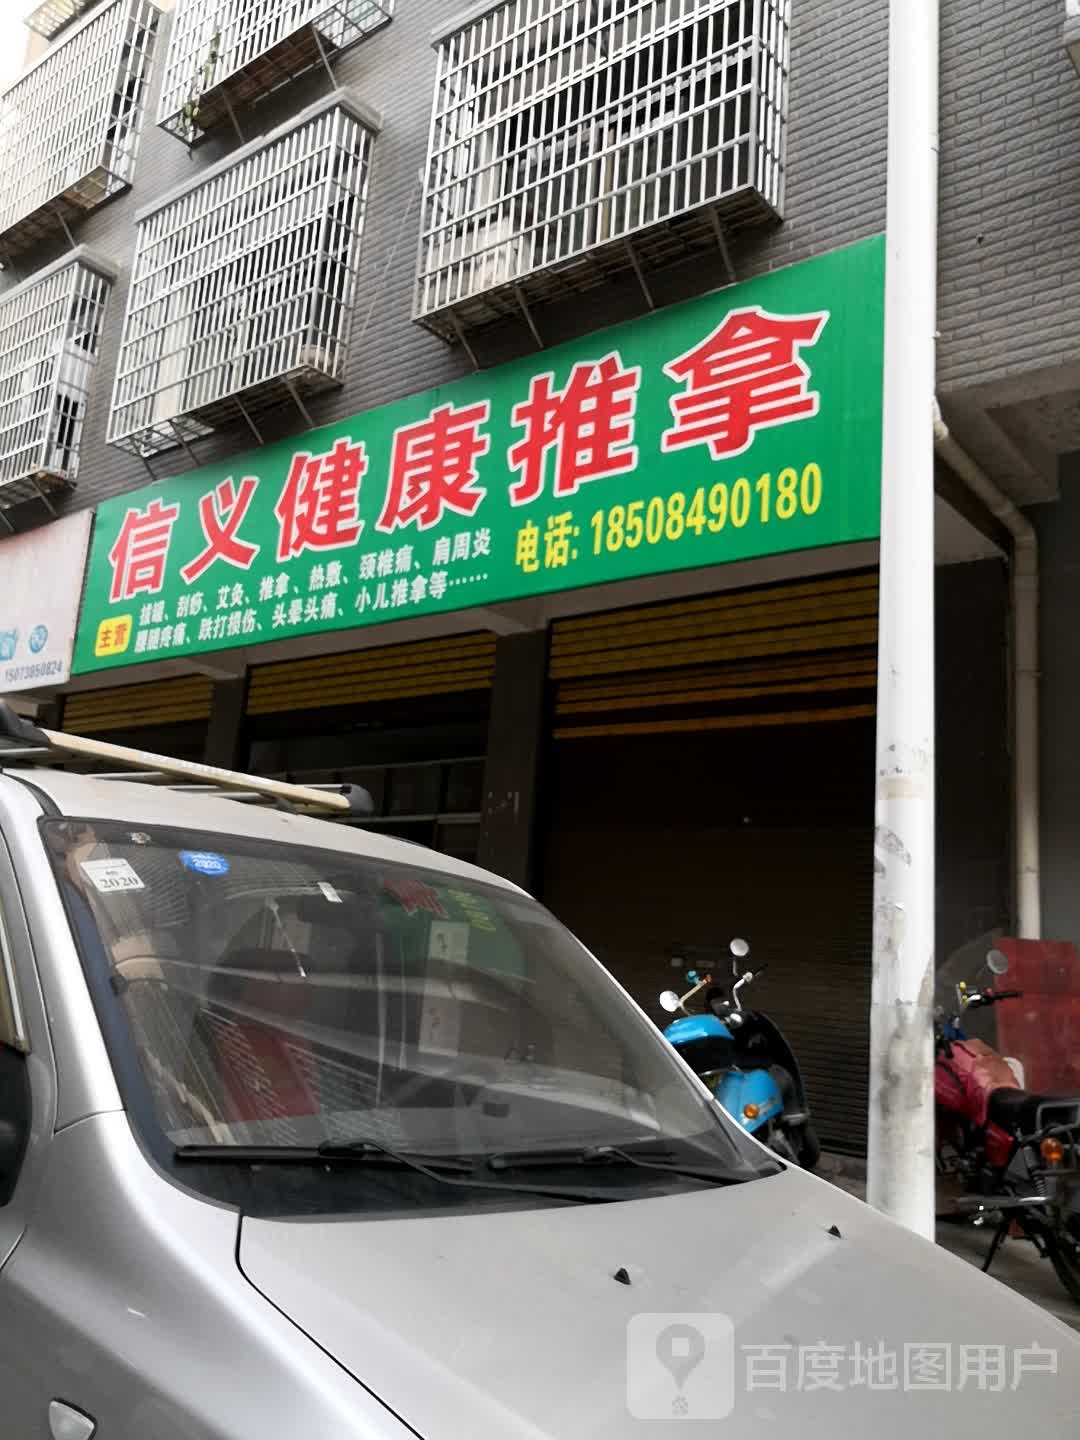 信义健康推拿
主营
拔罐、刮痧、艾灸、推拿、热敷、颈椎痛、肩周炎
腰腿疼痛、跌打损伤、头晕头痛、小儿推拿等......
电话: 18508490180
15073850824
2020
2020
百度地图用户